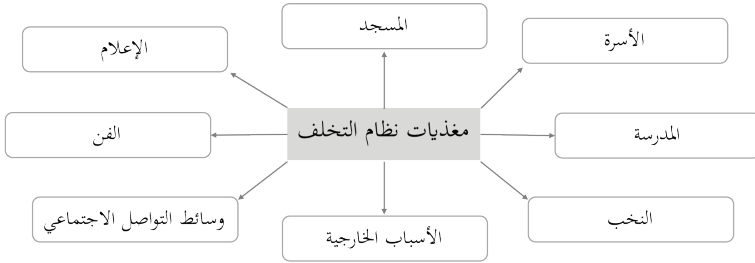 المسجد
الأسرة
الإعلام
مغذيات نظام التخلف
المدرسة
الفن
النخب
وسائط التواصل الاجتماعي
الأسباب الخارجية